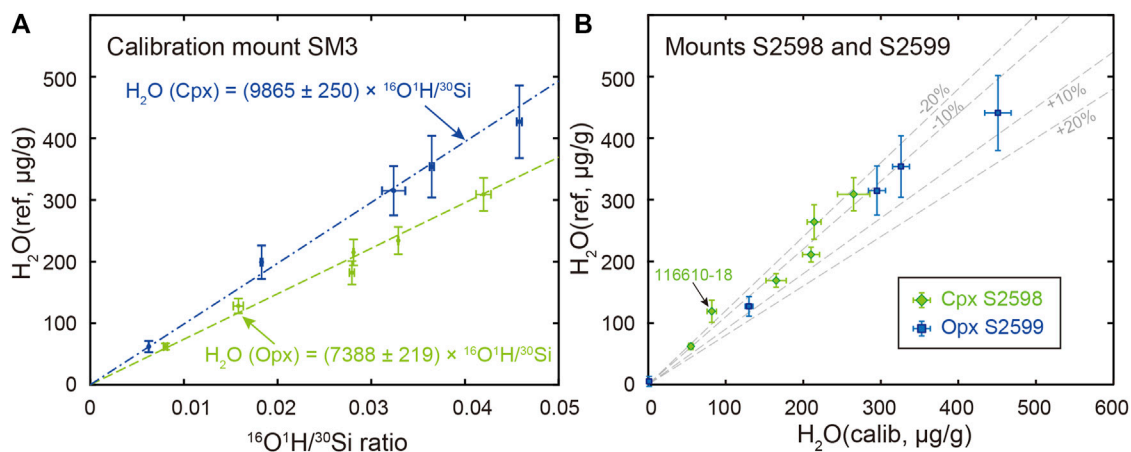 A
Calibration mount SM3
H₂O (Cpx) = (9865 ± 250) × ¹⁶O¹H/³⁰Si
H₂O (Opx) = (7388 ± 219) × ¹⁶O¹H/³⁰Si
H₂O(ref, µg/g)
500
400
300
200
100
0
0 0.01 0.02 0.03 0.04 0.05
¹⁶O¹H/³⁰Si ratio
B
Mounts S2598 and S2599
-20%
-10%
+10%
+20%
116610-18
Cpx S2598
Opx S2599
H₂O(ref, µg/g)
500
400
300
200
100
0
0 100 200 300 400 500 600
H₂O(calib, µg/g)